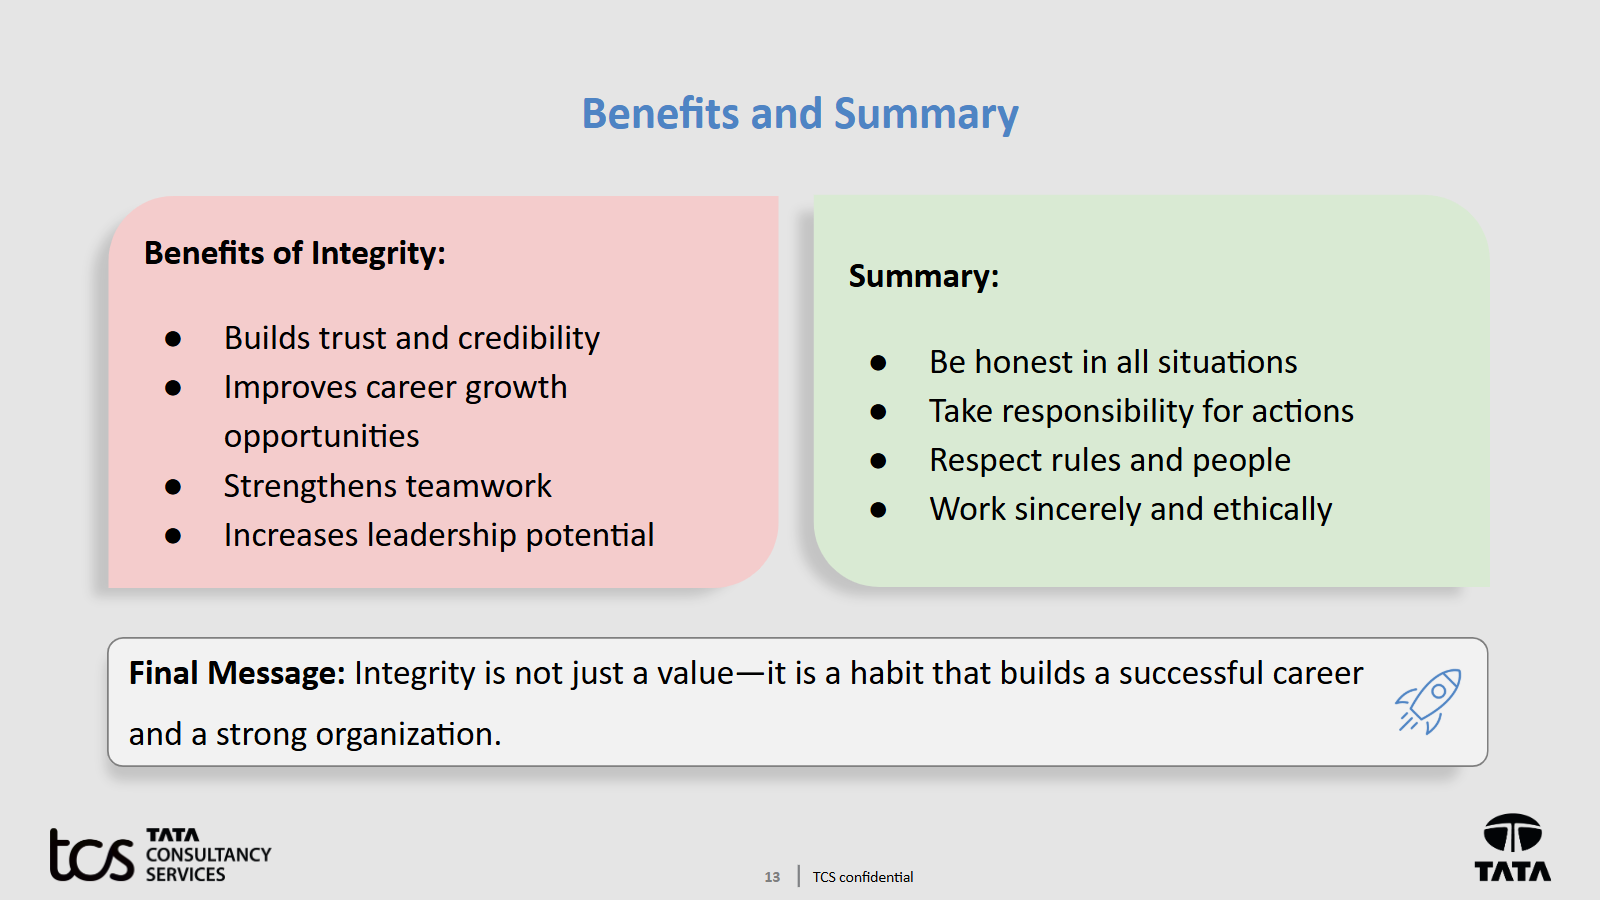 Benefits and Summary
Benefits of Integrity:
● Builds trust and credibility
● Improves career growth
opportunities
● Strengthens teamwork
● Increases leadership potential
Summary:
● Be honest in all situations
● Take responsibility for actions
● Respect rules and people
● Work sincerely and ethically
Final Message: Integrity is not just a value—it is a habit that builds a successful career
and a strong organization.
tcs TATA
CONSULTANCY
SERVICES
13 | TCS confidential
TATA